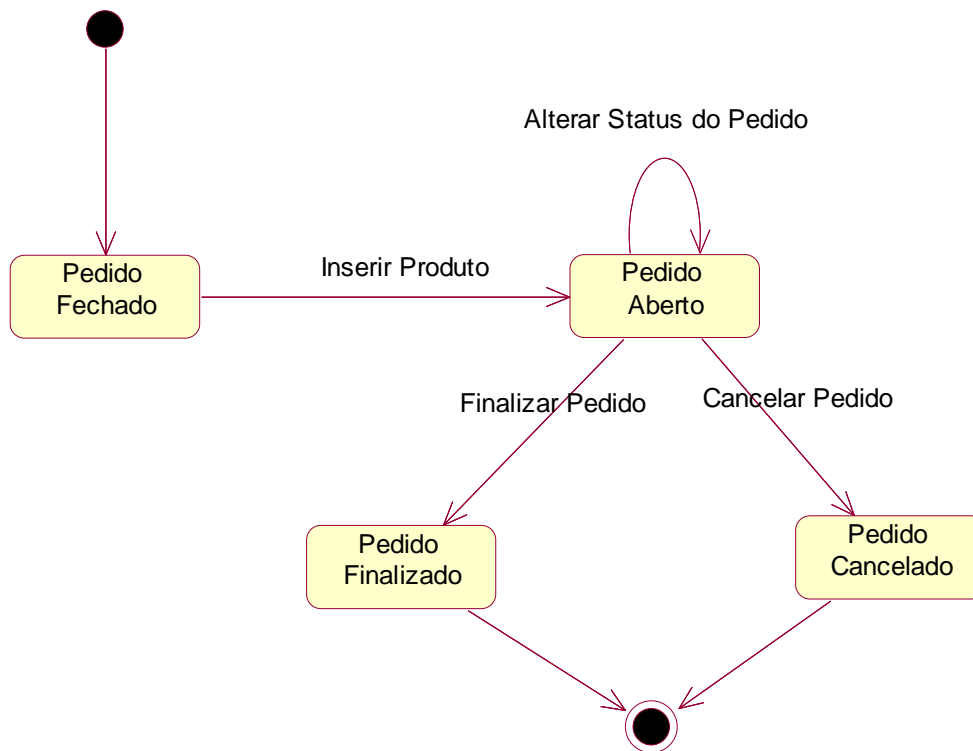 Alterar Status do Pedido
Pedido
Fechado
Inserir Produto
Pedido
Aberto
Finalizar Pedido
Cancelar Pedido
Pedido
Finalizado
Pedido
Cancelado